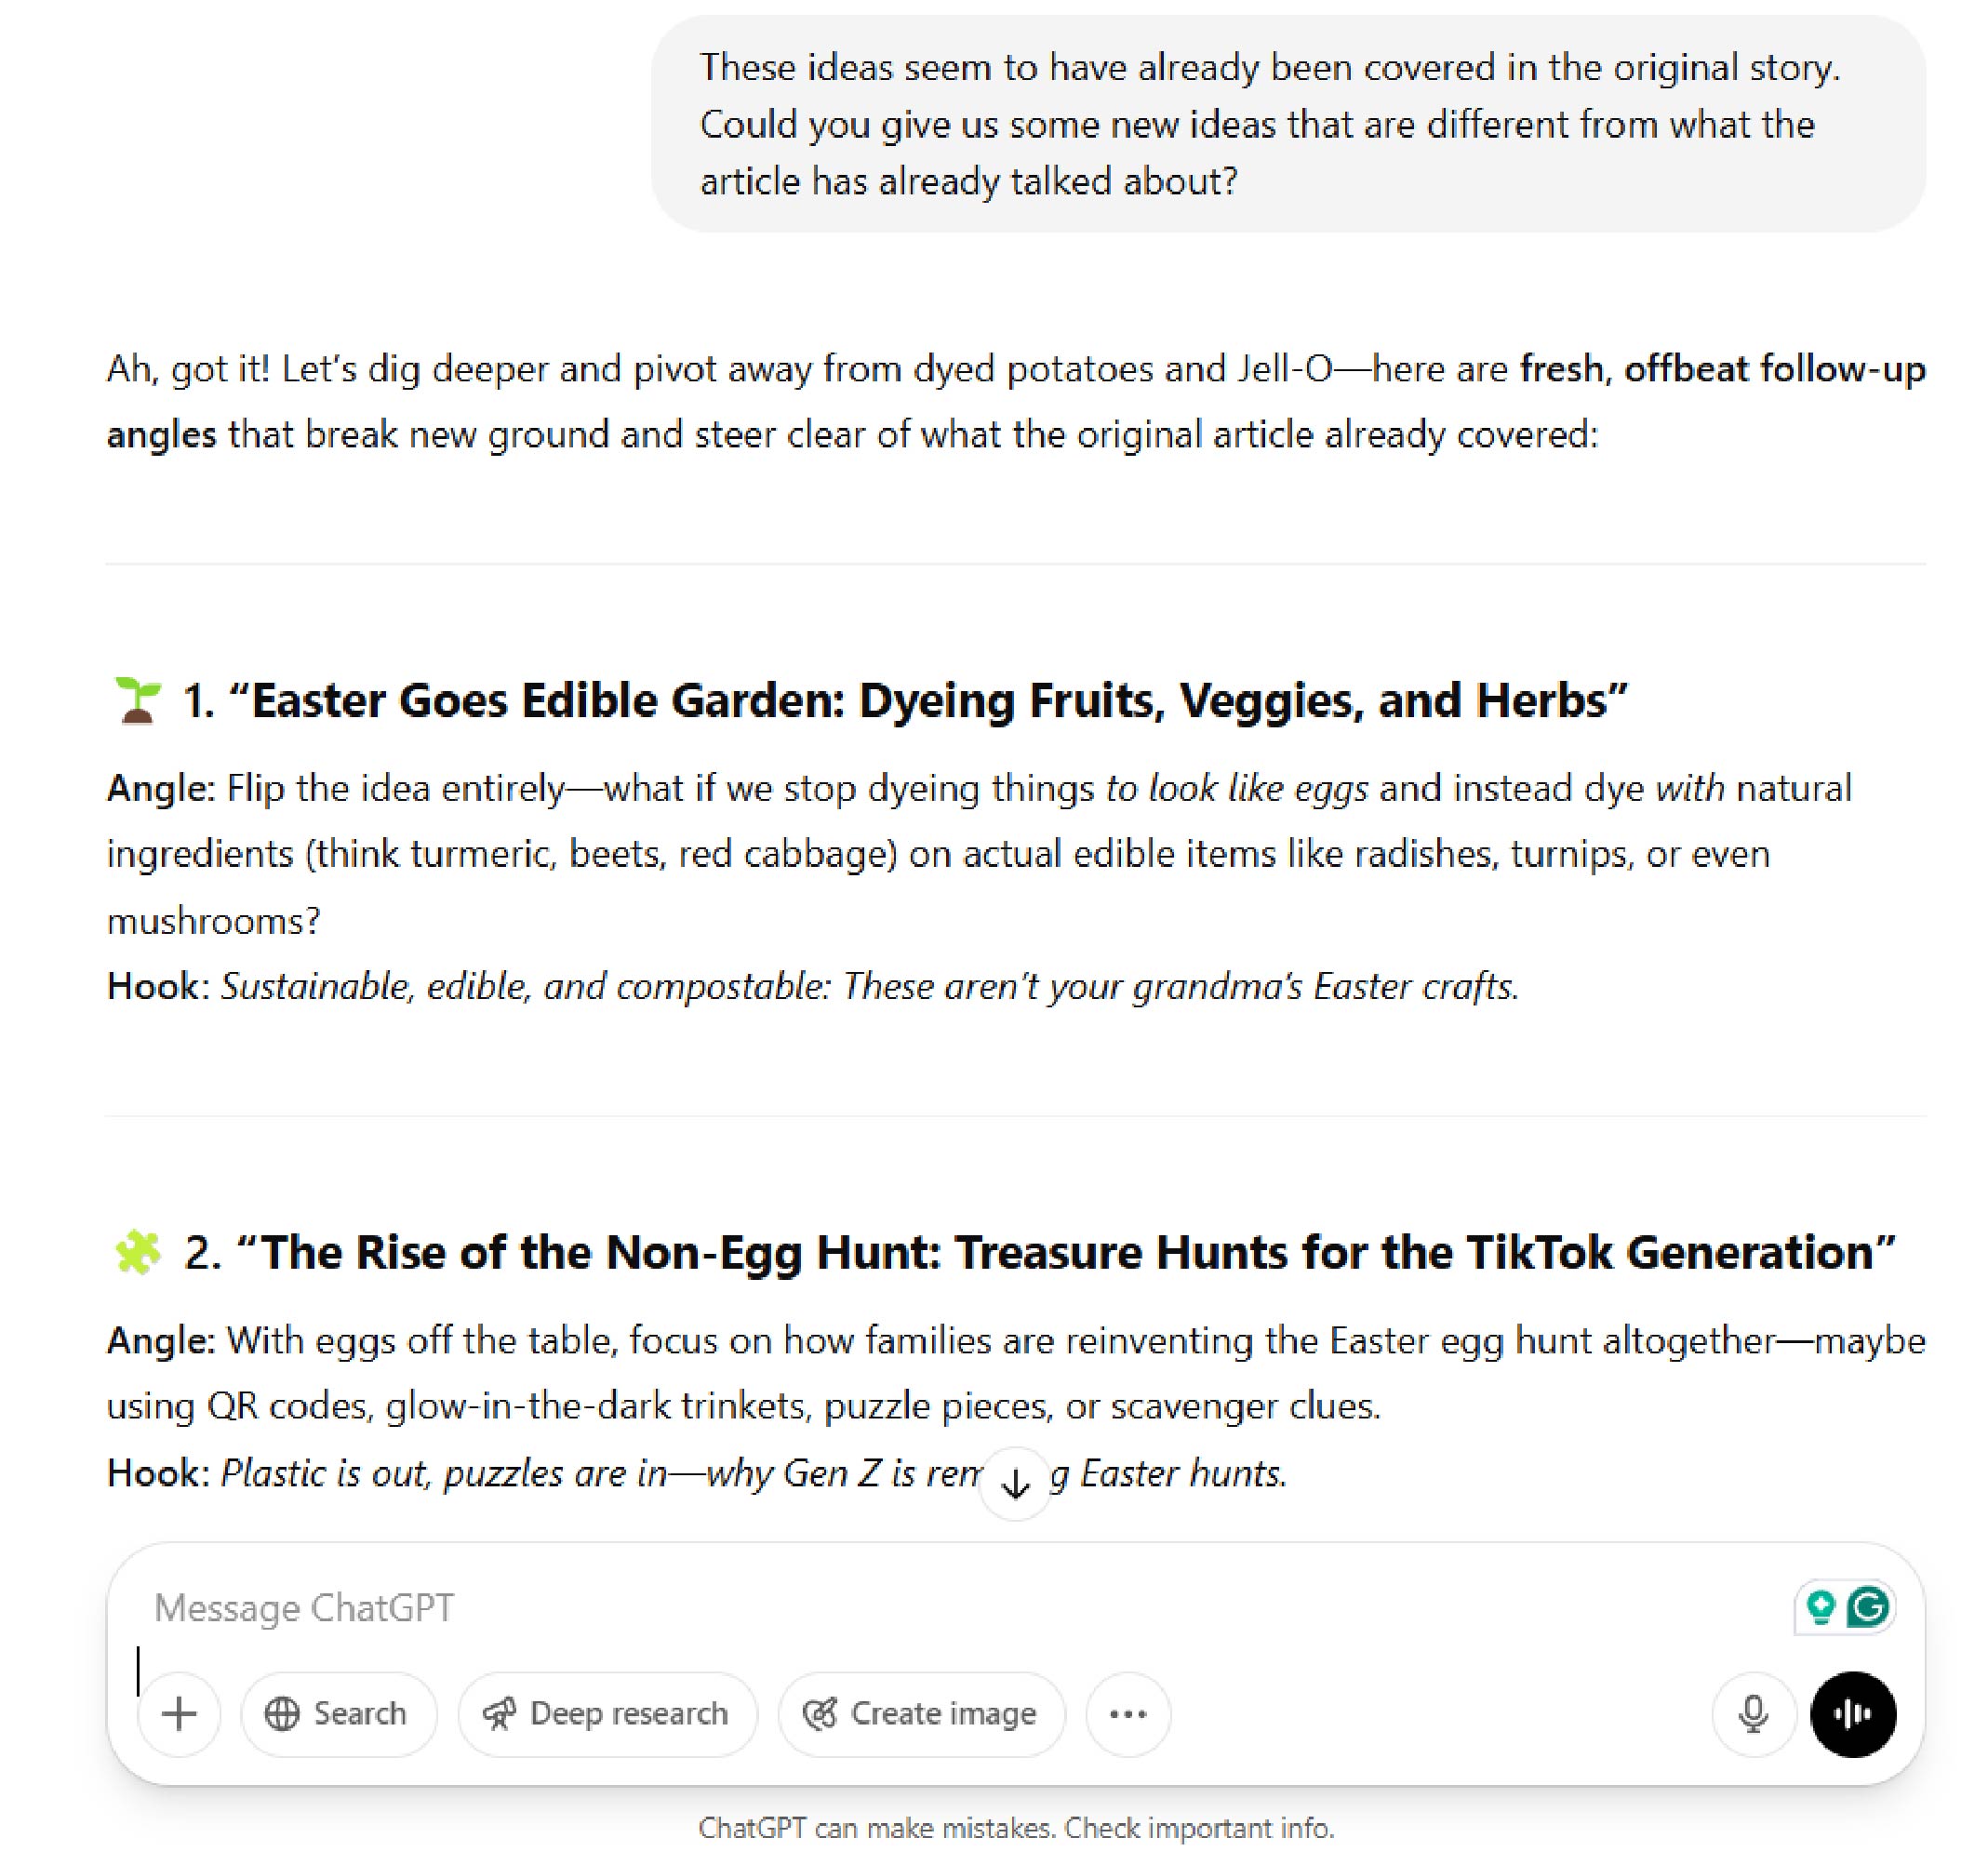 These ideas seem to have already been covered in the original story.
Could you give us some new ideas that are different from what the
article has already talked about?
Ah, got it! Let’s dig deeper and pivot away from dyed potatoes and Jell-O—here are fresh, offbeat follow-up
angles that break new ground and steer clear of what the original article already covered:
1. “Easter Goes Edible Garden: Dyeing Fruits, Veggies, and Herbs”
Angle: Flip the idea entirely—what if we stop dyeing things to look like eggs and instead dye with natural
ingredients (think turmeric, beets, red cabbage) on actual edible items like radishes, turnips, or even
mushrooms?
Hook: Sustainable, edible, and compostable: These aren’t your grandma’s Easter crafts.
2. “The Rise of the Non-Egg Hunt: Treasure Hunts for the TikTok Generation”
Angle: With eggs off the table, focus on how families are reinventing the Easter egg hunt altogether—maybe
using QR codes, glow-in-the-dark trinkets, puzzle pieces, or scavenger clues.
Hook: Plastic is out, puzzles are in—why Gen Z is Easter hunts.
Message ChatGPT
Search Deep research Create image
ChatGPT can make mistakes. Check important info.